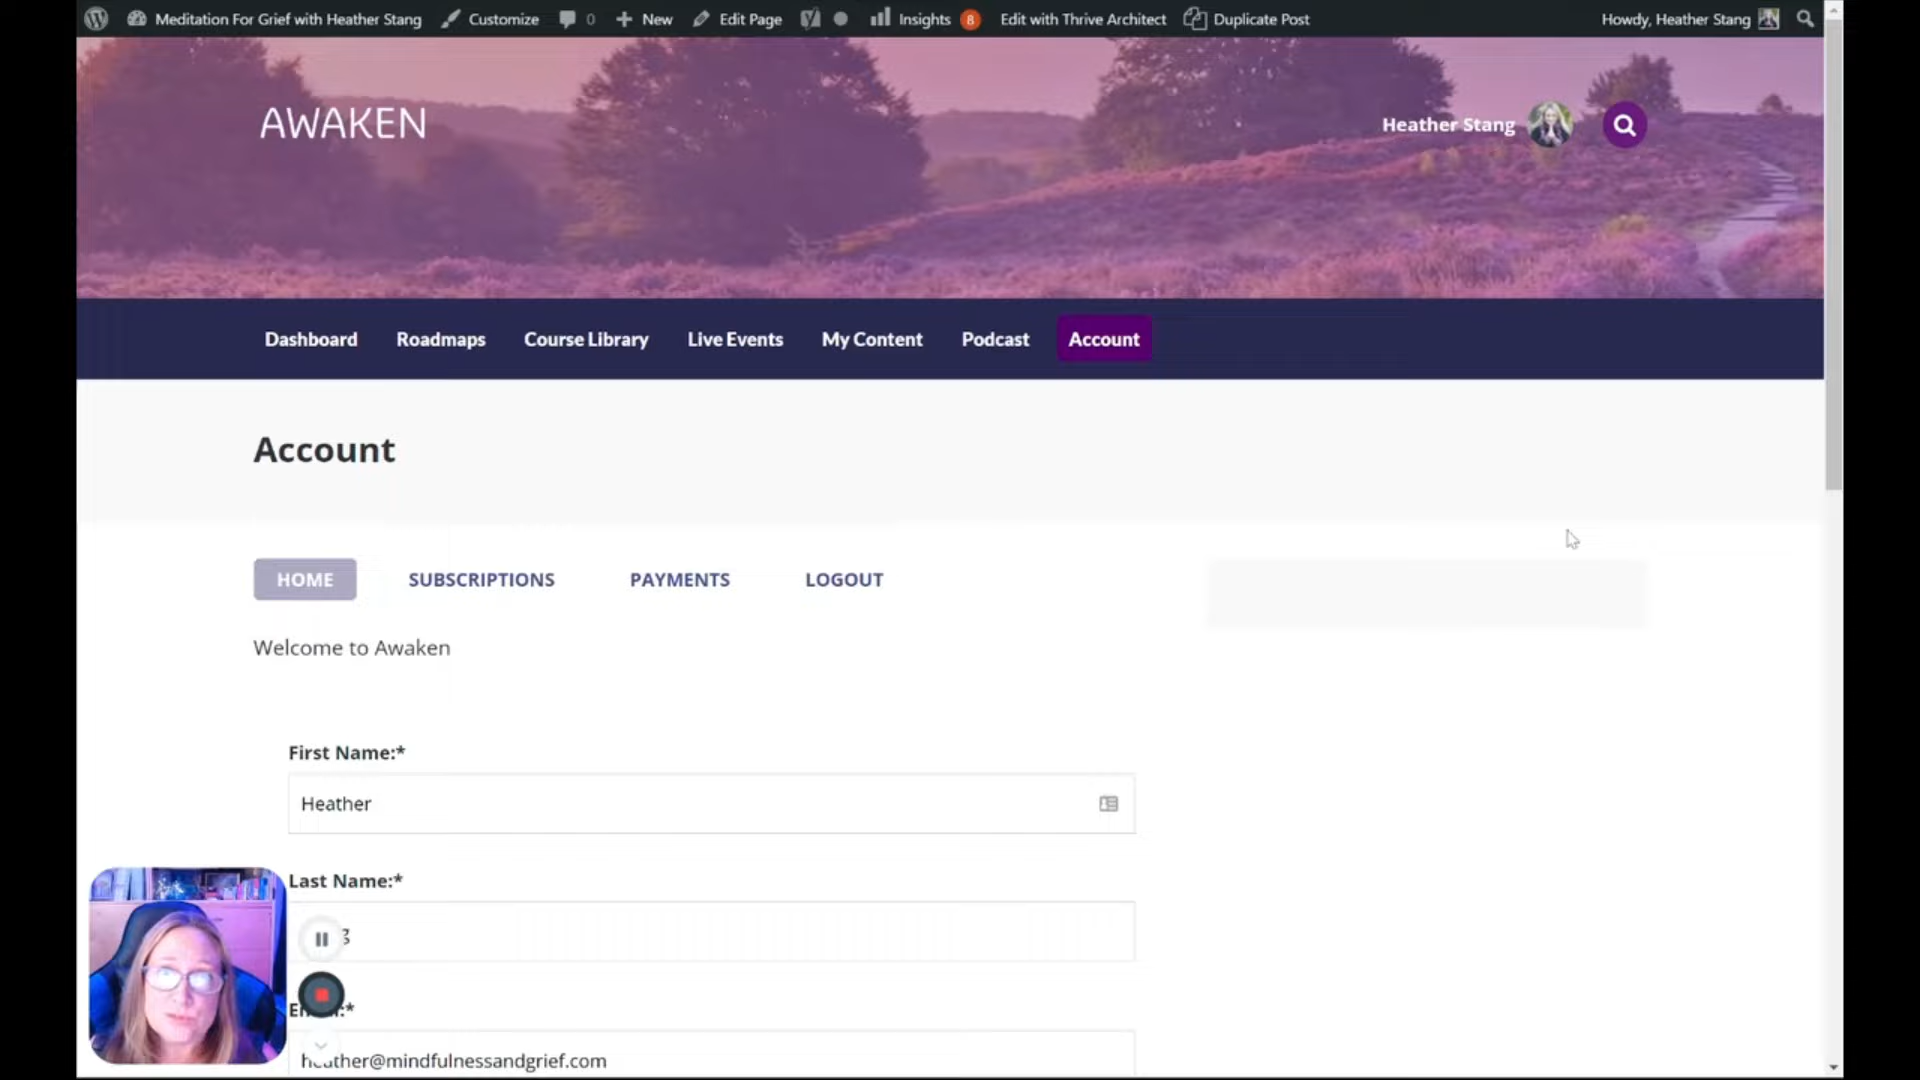 Meditation For Grief with Heather Stang Customize 0 New Edit Page Insights 8 Edit with Thrive Architect Duplicate Post Howdy, Heather Stang
AWAKEN
Heather Stang
Dashboard Roadmaps Course Library Live Events My Content Podcast Account
Account
HOME SUBSCRIPTIONS PAYMENTS LOGOUT
Welcome to Awaken
First Name:*
Heather
Last Name:*
heather@mindfulnessandgrief.com